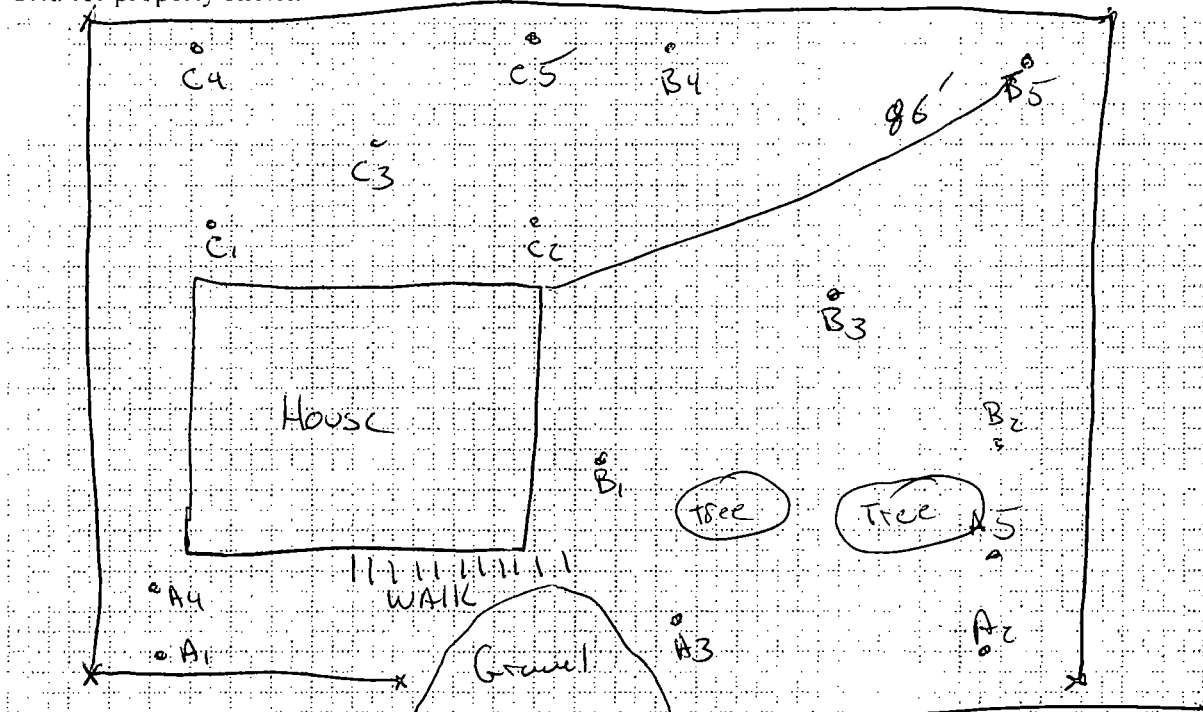 C4 C5 B4 B5
86'
C3
C1 C2
B3
House
B2
B1
tree Tree A5
WAlK
A4
A3 A2
A1 Gravel